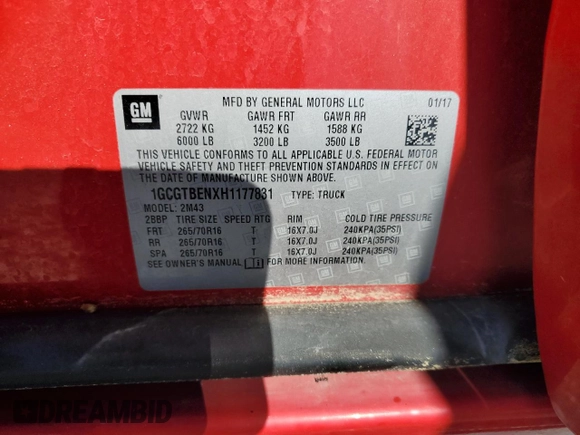 GM
MFD BY GENERAL MOTORS LLC 01/17
GVWR GAWR FRT GAWR RR
2722 KG 1452 KG 1588 KG
6000 LB 3200 LB 3500 LB
THIS VEHICLE CONFORMS TO ALL APPLICABLE U.S. FEDERAL MOTOR
VEHICLE SAFETY AND THEFT PREVENTION STANDARDS IN EFFECT ON
THE DATE OF MANUFACTURE SHOWN ABOVE.
1GCGTBENXH1177831 TYPE: TRUCK
MODEL: 2M43
2BBP TIRE SIZE SPEED RTG RIM COLD TIRE PRESSURE
FRT 265/70R16 T 16X7.0J 240KPA(35PSI)
RR 265/70R16 T 16X7.0J 240KPA(35PSI)
SPA 265/70R16 T 16X7.0J 240KPA(35PSI)
SEE OWNER'S MANUAL FOR MORE INFORMATION.
DREAMBID